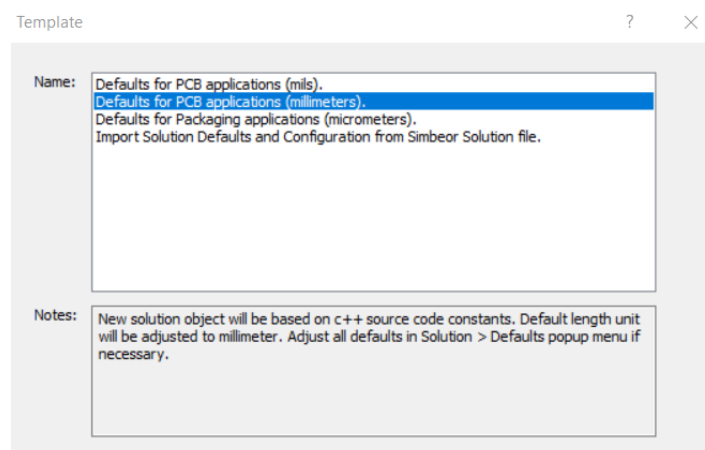 Template ?
Name:
Defaults for PCB applications (mils).
Defaults for PCB applications (millimeters).
Defaults for Packaging applications (micrometers).
Import Solution Defaults and Configuration from Simbeor Solution file.
Notes:
New solution object will be based on c++ source code constants. Default length unit
will be adjusted to millimeter. Adjust all defaults in Solution > Defaults popup menu if
necessary.